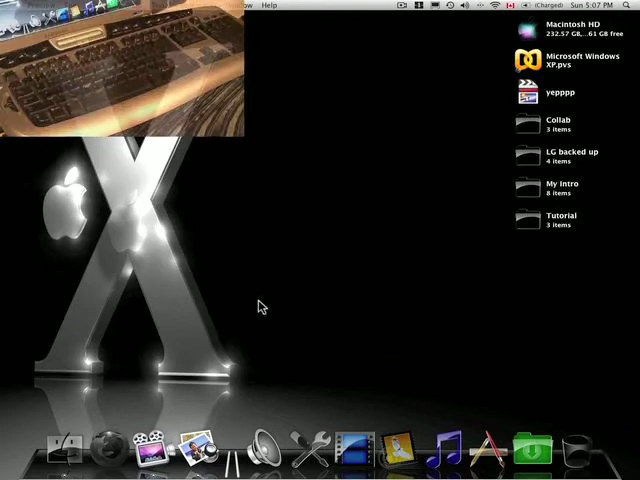 Help
(Charged)
Sun 5:07 PM
Macintosh HD
232.57 GB,...61 GB free
Microsoft Windows
XP.pvs
yepppp
Collab
3 items
LG backed up
4 items
My Intro
8 items
Tutorial
3 items
X